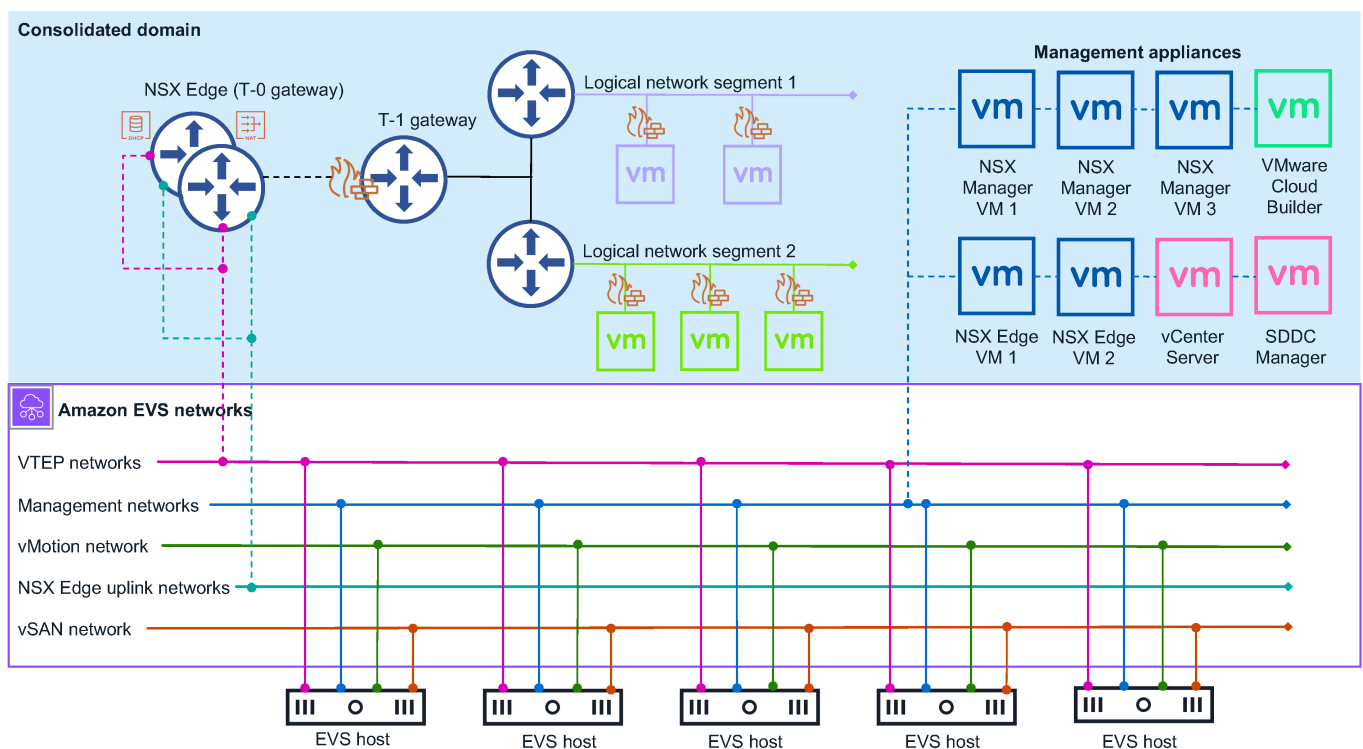 Consolidated domain
NSX Edge (T-0 gateway)
DHCP
NAT
T-1 gateway
Logical network segment 1
vm
vm
Logical network segment 2
vm
vm
vm
Management appliances
vm
vm
vm
vm
NSX
Manager
VM 1
NSX
Manager
VM 2
NSX
Manager
VM 3
VMware
Cloud
Builder
vm
vm
vm
vm
NSX Edge
VM 1
NSX Edge
VM 2
vCenter
Server
SDDC
Manager
Amazon EVS networks
VTEP networks
Management networks
vMotion network
NSX Edge uplink networks
vSAN network
EVS host
EVS host
EVS host
EVS host
EVS host